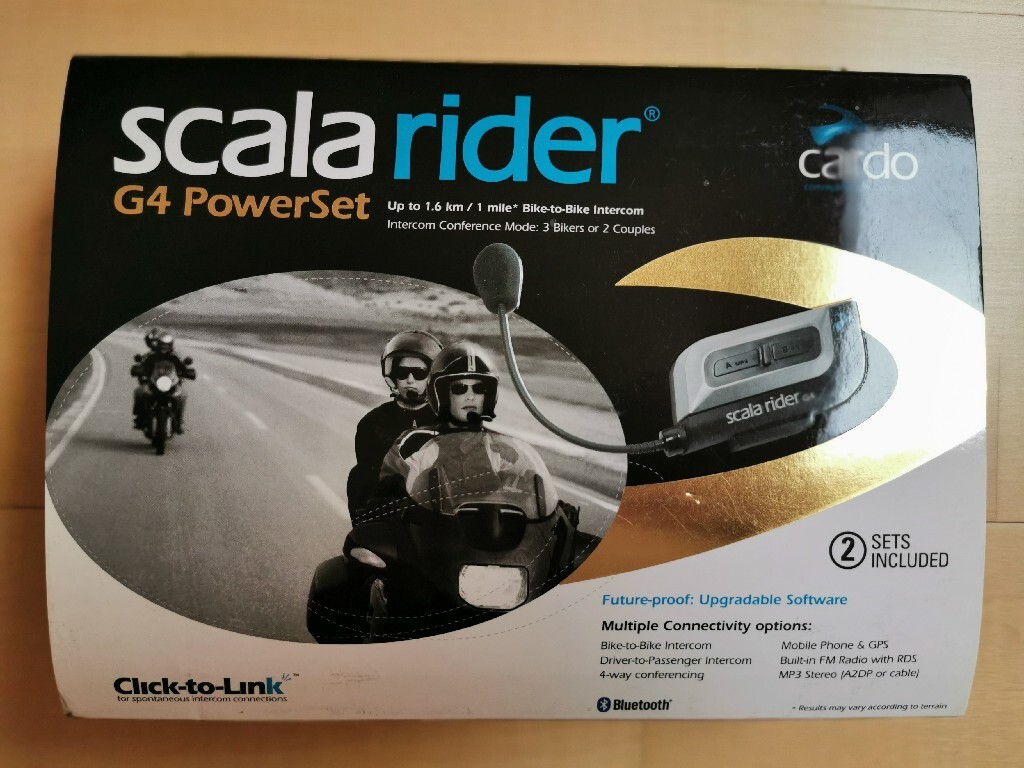 scala rider®
cardo
G4 PowerSet
Up to 1.6 km / 1 mile* Bike-to-Bike Intercom
Intercom Conference Mode: 3 Bikers or 2 Couples
scala rider G4
2 SETS
INCLUDED
Future-proof: Upgradable Software
Multiple Connectivity options:
Bike-to-Bike Intercom
Driver-to-Passenger Intercom
4-way conferencing
Mobile Phone & GPS
Built-in FM Radio with RDS
MP3 Stereo (A2DP or cable)
Click-to-Link™
for spontaneous intercom connections
Bluetooth®
* Results may vary according to terrain